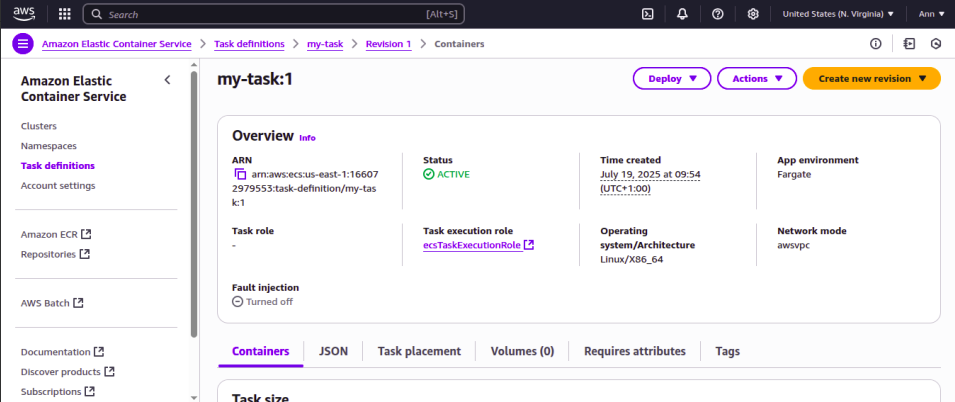 aws
Search [Alt+S]
United States (N. Virginia) Ann
Amazon Elastic Container Service > Task definitions > my-task > Revision 1 > Containers
Amazon Elastic
Container Service
Clusters
Namespaces
Task definitions
Account settings
Amazon ECR
Repositories
AWS Batch
Documentation
Discover products
Subscriptions
my-task:1
Deploy
Actions
Create new revision
Overview Info
ARN
arn:aws:ecs:us-east-1:16607
2979553:task-definition/my-tas
k:1
Status
ACTIVE
Time created
July 19, 2025 at 09:54
(UTC+1:00)
App environment
Fargate
Task role
-
Task execution role
ecsTaskExecutionRole
Operating
system/Architecture
Linux/X86_64
Network mode
awsvpc
Fault injection
Turned off
Containers
JSON
Task placement
Volumes (0)
Requires attributes
Tags
Task size